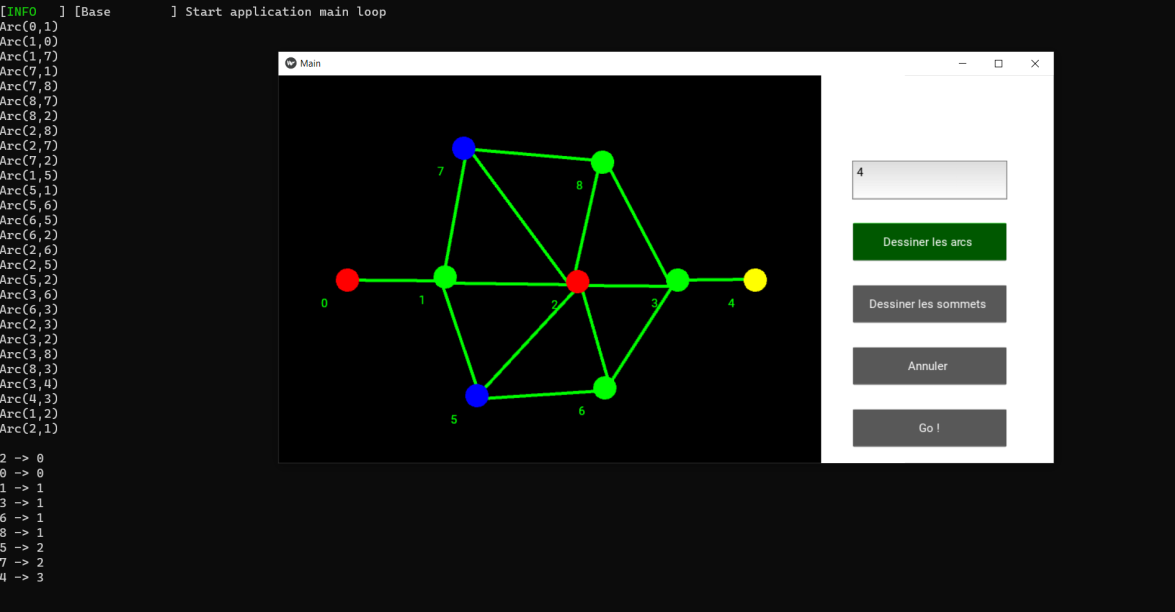 [INFO   ] [Base        ] Start application main loop
Arc(0,1)
Arc(1,0)
Arc(1,7)
Arc(7,1)
Arc(7,8)
Arc(8,7)
Arc(8,2)
Arc(2,8)
Arc(2,7)
Arc(7,2)
Arc(1,5)
Arc(5,1)
Arc(5,6)
Arc(6,5)
Arc(6,2)
Arc(2,6)
Arc(2,5)
Arc(5,2)
Arc(3,6)
Arc(6,3)
Arc(2,3)
Arc(3,2)
Arc(3,8)
Arc(8,3)
Arc(3,4)
Arc(4,3)
Arc(1,2)
Arc(2,1)
2 -> 0
0 -> 0
1 -> 1
3 -> 1
6 -> 1
8 -> 1
5 -> 2
7 -> 2
4 -> 3
Main
7
8
0
1
2
3
4
5
6
4
Dessiner les arcs
Dessiner les sommets
Annuler
Go !